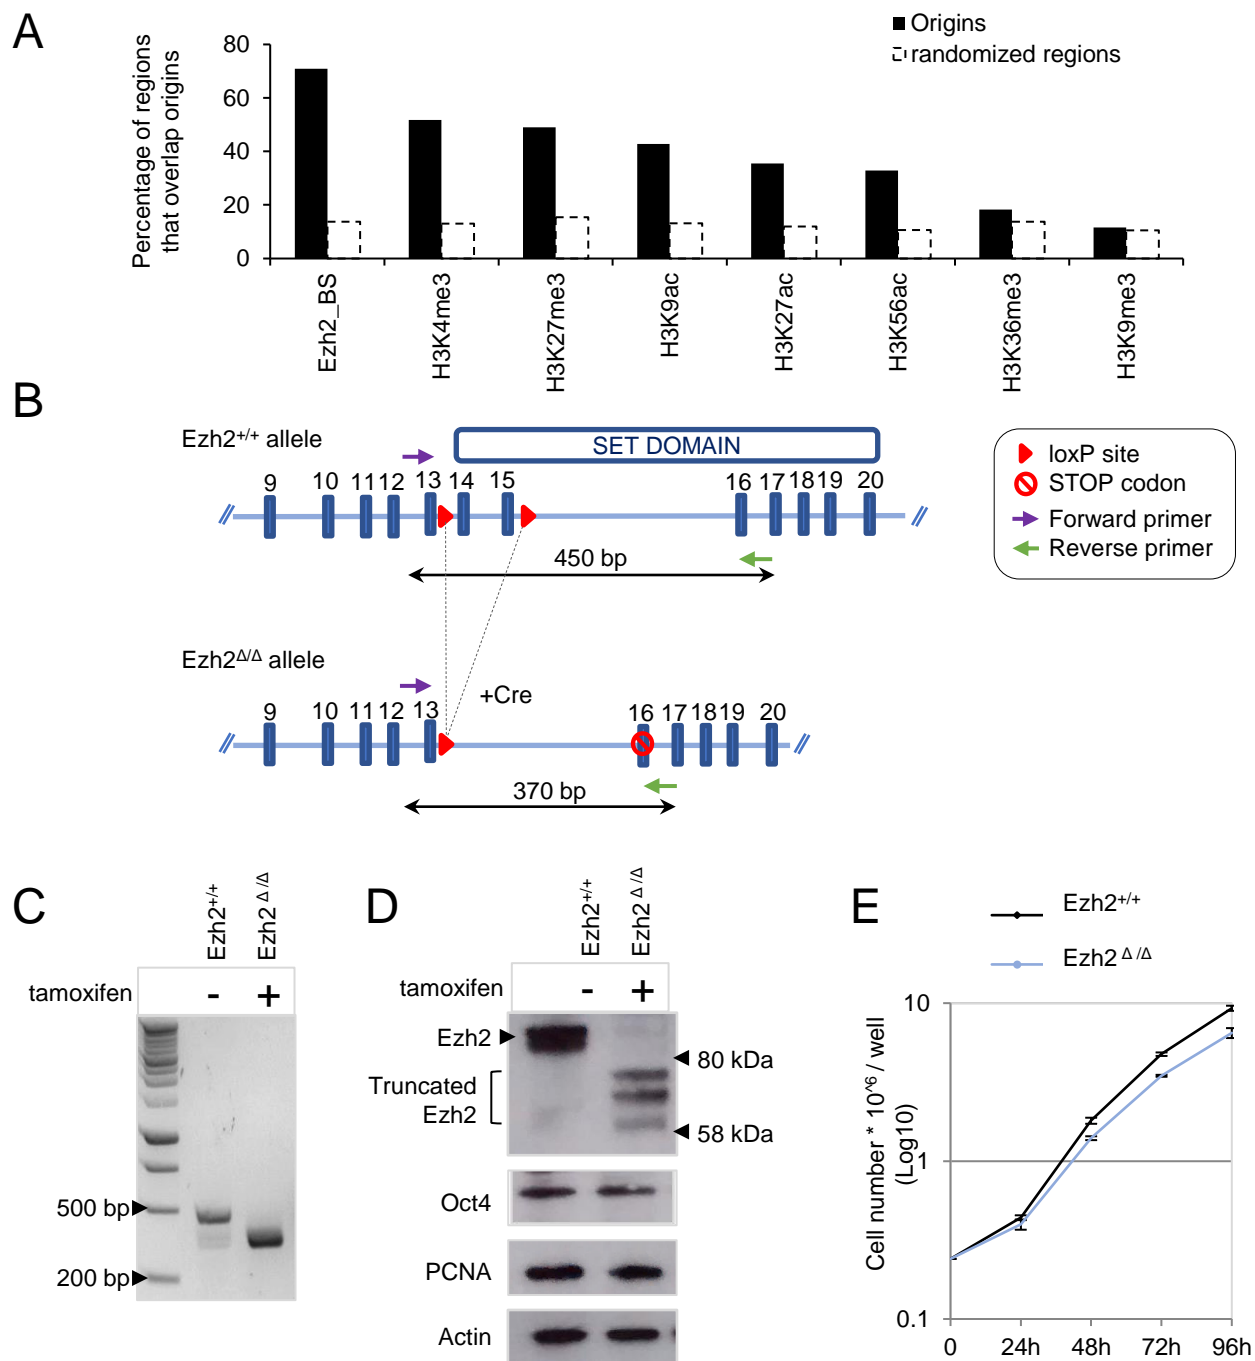 A
Origins
randomized regions
Percentage of regions
that overlap origins
80
60
40
20
0
Ezh2_BS
H3K4me3
H3K27me3
H3K9ac
H3K27ac
H3K56ac
H3K36me3
H3K9me3
B
Ezh2+/+ allele
SET DOMAIN
9 10 11 12 13 14 15 16 17 18 19 20
450 bp
loxP site
STOP codon
Forward primer
Reverse primer
Ezh2Δ/Δ allele
+Cre
9 10 11 12 13 16 17 18 19 20
370 bp
C
Ezh2+/+
Ezh2 Δ/Δ
tamoxifen - +
500 bp
200 bp
D
Ezh2+/+
Ezh2 Δ/Δ
tamoxifen - +
Ezh2
80 kDa
Truncated
Ezh2
58 kDa
Oct4
PCNA
Actin
E
Ezh2+/+
Ezh2 Δ/Δ
Cell number * 10^6 / well
(Log10)
10
1
0.1
0 24h 48h 72h 96h